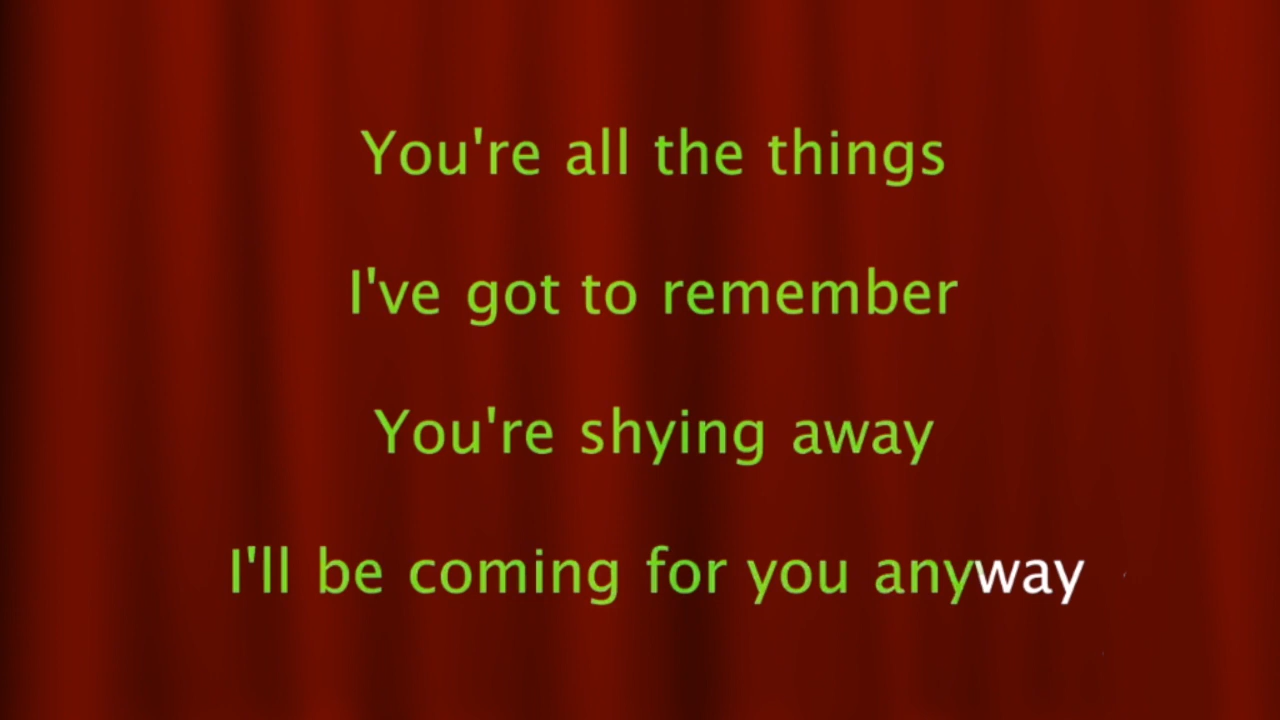 You're all the things
I've got to remember
You're shying away
I'll be coming for you anyway